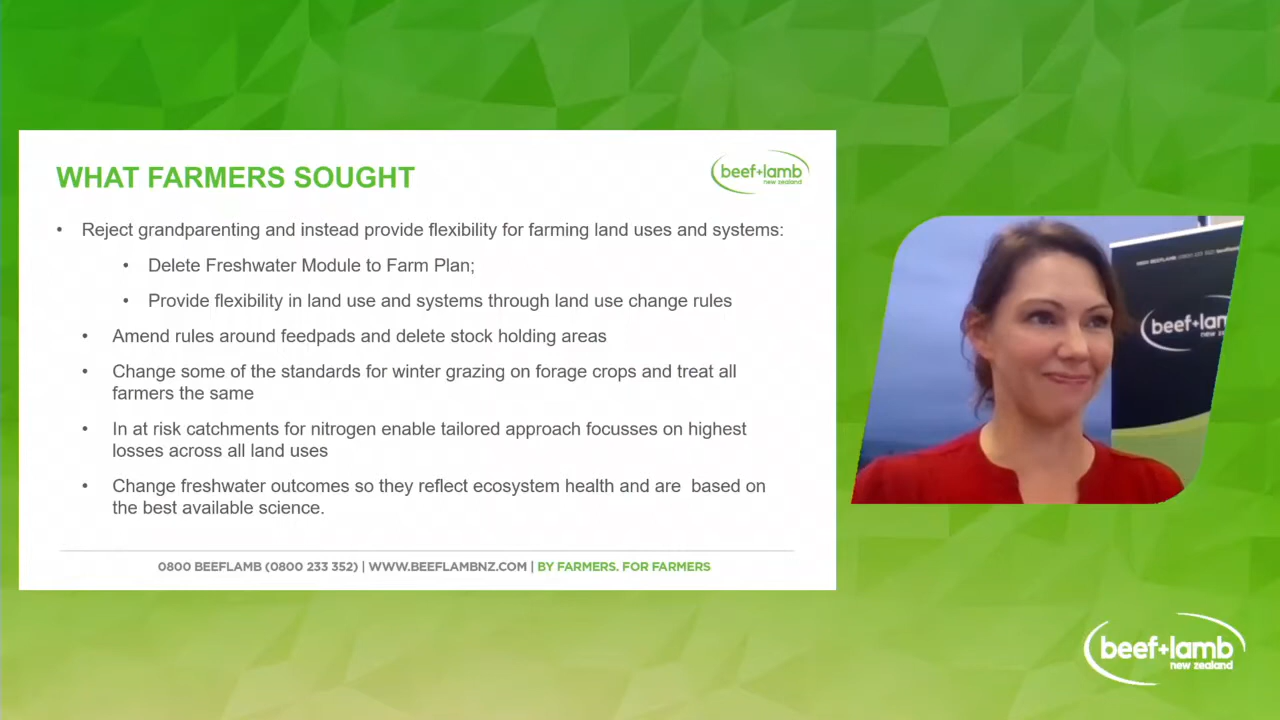 WHAT FARMERS SOUGHT
beef+lamb
new zealand
• Reject grandparenting and instead provide flexibility for farming land uses and systems:
• Delete Freshwater Module to Farm Plan;
• Provide flexibility in land use and systems through land use change rules
• Amend rules around feedpads and delete stock holding areas
• Change some of the standards for winter grazing on forage crops and treat all
farmers the same
• In at risk catchments for nitrogen enable tailored approach focusses on highest
losses across all land uses
• Change freshwater outcomes so they reflect ecosystem health and are  based on
the best available science.
0800 BEEFLAMB (0800 233 352) | WWW.BEEFLAMBNZ.COM | BY FARMERS. FOR FARMERS
beef+lam
new
beef+lamb
new zealand